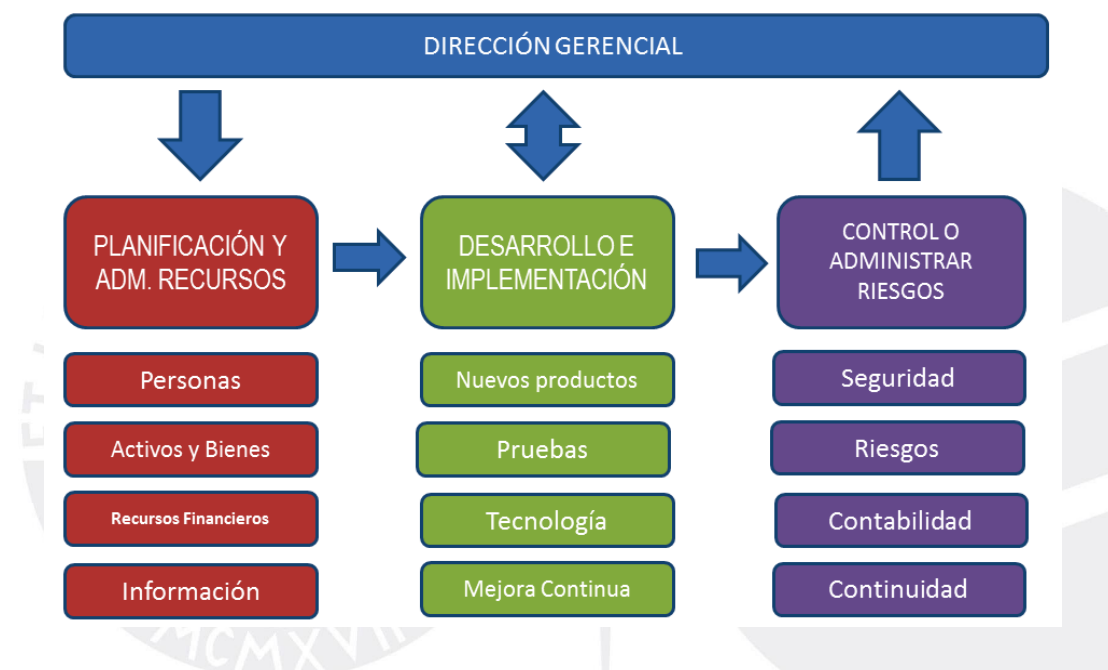 DIRECCIÓN GERENCIAL
PLANIFICACIÓN Y
ADM. RECURSOS
DESARROLLO E
IMPLEMENTACIÓN
CONTROL O
ADMINISTRAR
RIESGOS
Personas
Nuevos productos
Seguridad
Activos y Bienes
Pruebas
Riesgos
Recursos Financieros
Tecnología
Contabilidad
Información
Mejora Continua
Continuidad